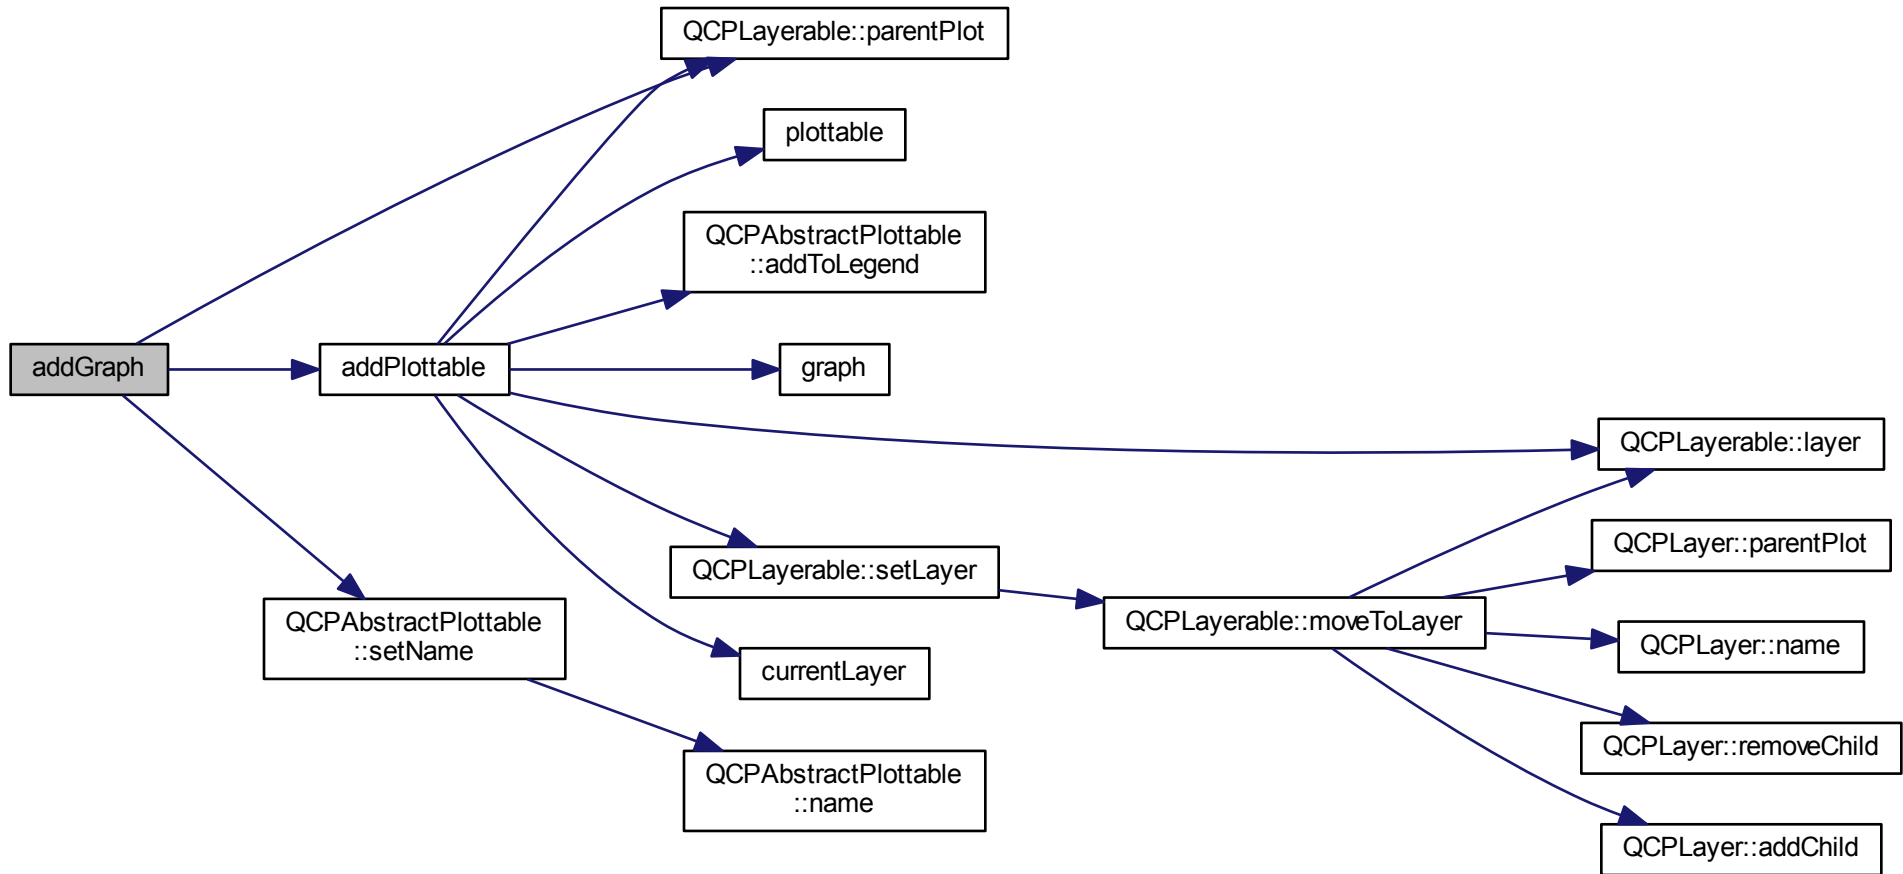 QCPLayerable::parentPlot
plottable
QCPAbstractPlottable
::addToLegend
addGraph
addPlottable
graph
QCPLayerable::layer
QCPLayer::parentPlot
QCPLayerable::setLayer
QCPAbstractPlottable
::setName
QCPLayerable::moveToLayer
QCPLayer::name
currentLayer
QCPLayer::removeChild
QCPAbstractPlottable
::name
QCPLayer::addChild